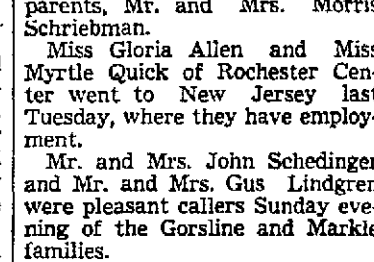 parents, Mr. and Mrs. Morris
Schriebman.
Miss Gloria Allen and Miss
Myrtle Quick of Rochester Cen-
ter went to New Jersey last
Tuesday, where they have employ-
ment.
Mr. and Mrs. John Schedinger
and Mr. and Mrs. Gus Lindgren
were pleasant callers Sunday eve-
ning of the Gorsline and Markle
families.